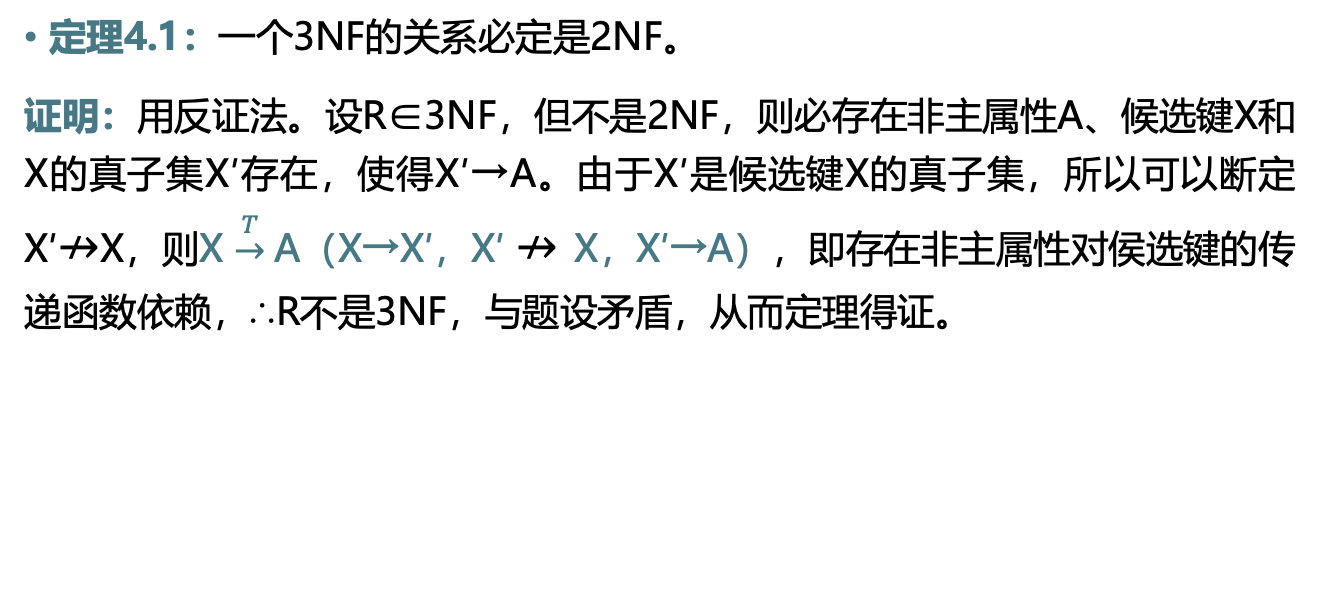 • 定理4.1：一个3NF的关系必定是2NF。
证明：用反证法。设R∈3NF，但不是2NF，则必存在非主属性A、候选键X和
X的真子集X′存在，使得X′→A。由于X′是候选键X的真子集，所以可以断定
X′↛X，则X \overset{T}{→} A（X→X′，X′ ↛ X，X′→A），即存在非主属性对侯选键的传
递函数依赖，∴R不是3NF，与题设矛盾，从而定理得证。